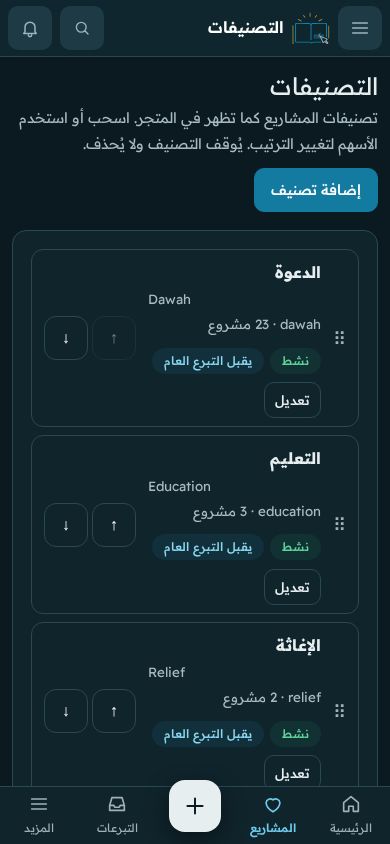 التصنيفات
التصنيفات
تصنيفات المشاريع كما تظهر في المتجر. اسحب أو استخدم
الأسهم لتغيير الترتيب. يُوقف التصنيف ولا يُحذف.
إضافة تصنيف
الدعوة
Dawah
dawah · 23 مشروع
نشط
يقبل التبرع العام
↑
↓
تعديل
التعليم
Education
education · 3 مشروع
نشط
يقبل التبرع العام
↑
↓
تعديل
الإغاثة
Relief
relief · 2 مشروع
نشط
يقبل التبرع العام
↑
↓
تعديل
الرئيسية
المشاريع
+
التبرعات
المزيد